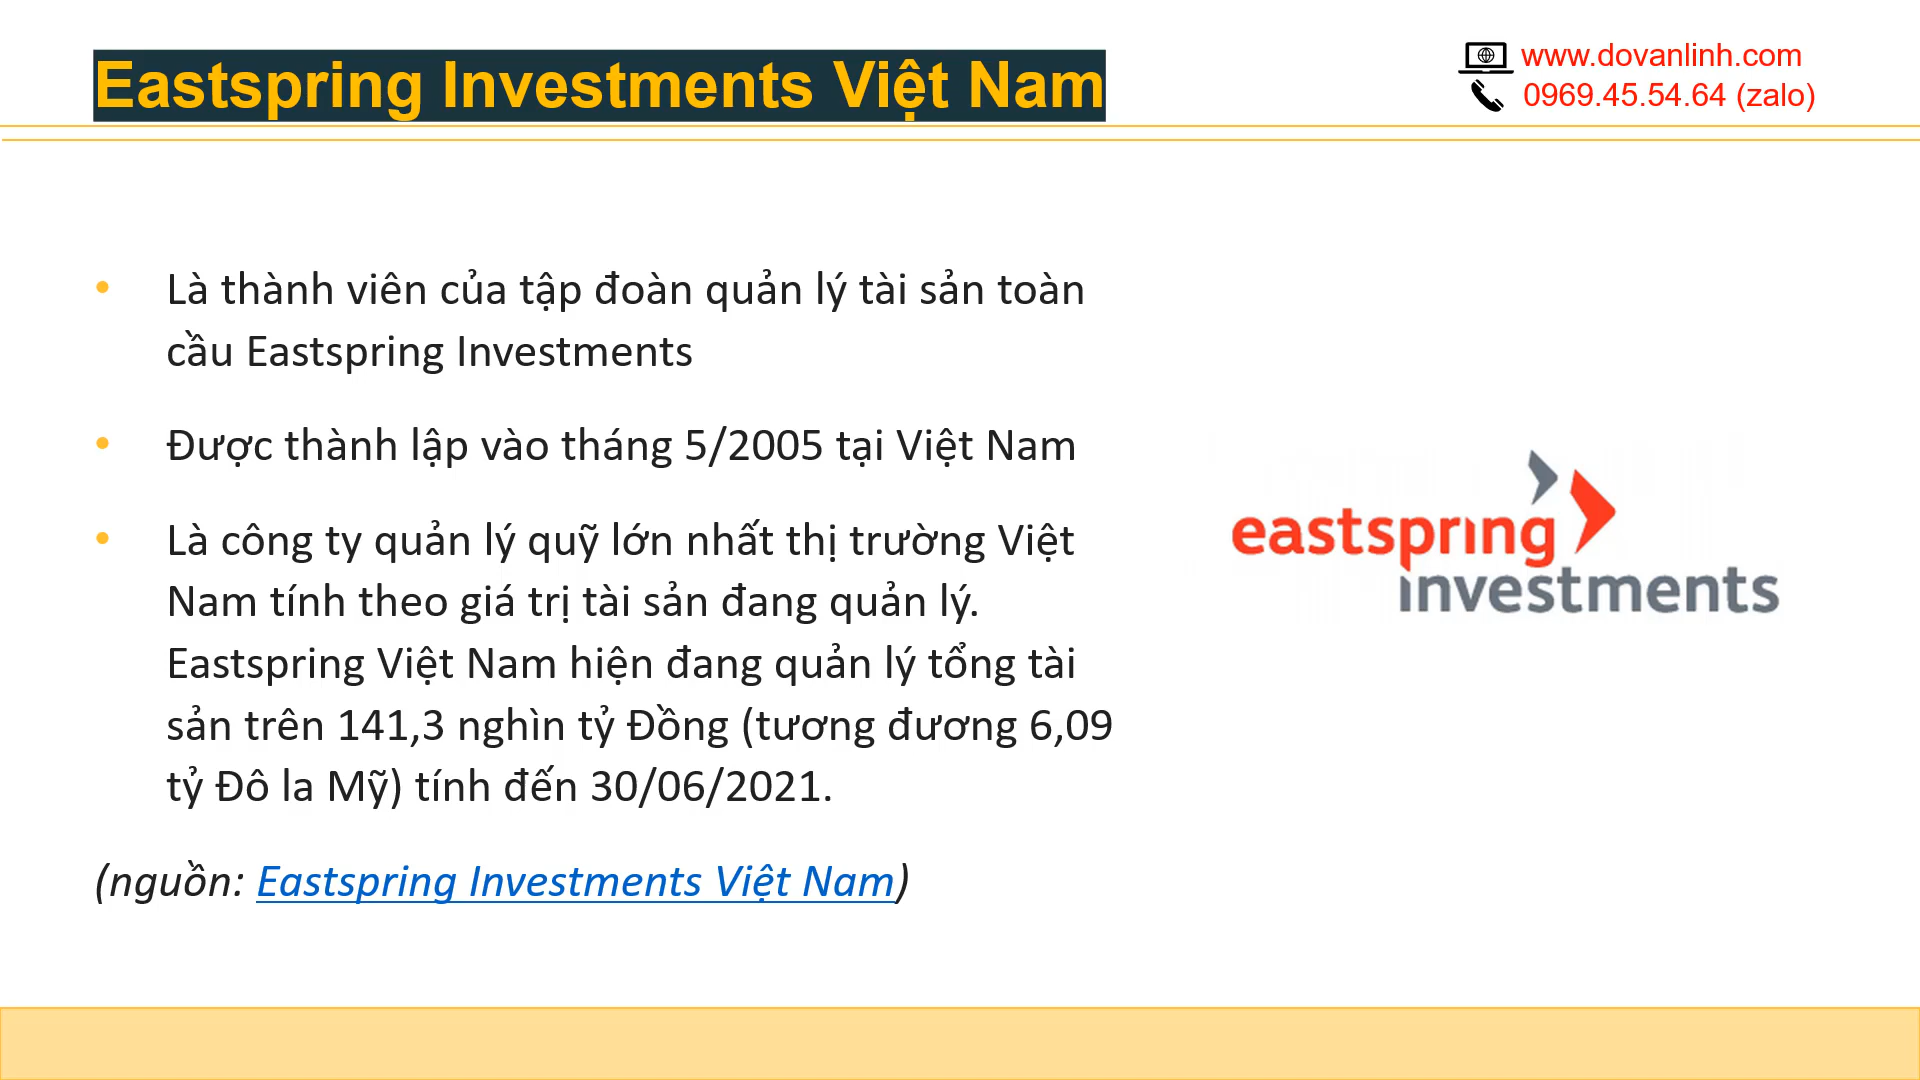 Eastspring Investments Việt Nam
www.dovanlinh.com
0969.45.54.64 (zalo)
• Là thành viên của tập đoàn quản lý tài sản toàn
cầu Eastspring Investments
• Được thành lập vào tháng 5/2005 tại Việt Nam
• Là công ty quản lý quỹ lớn nhất thị trường Việt
Nam tính theo giá trị tài sản đang quản lý.
Eastspring Việt Nam hiện đang quản lý tổng tài
sản trên 141,3 nghìn tỷ Đồng (tương đương 6,09
tỷ Đô la Mỹ) tính đến 30/06/2021.
(nguồn: Eastspring Investments Việt Nam)
eastspring
investments